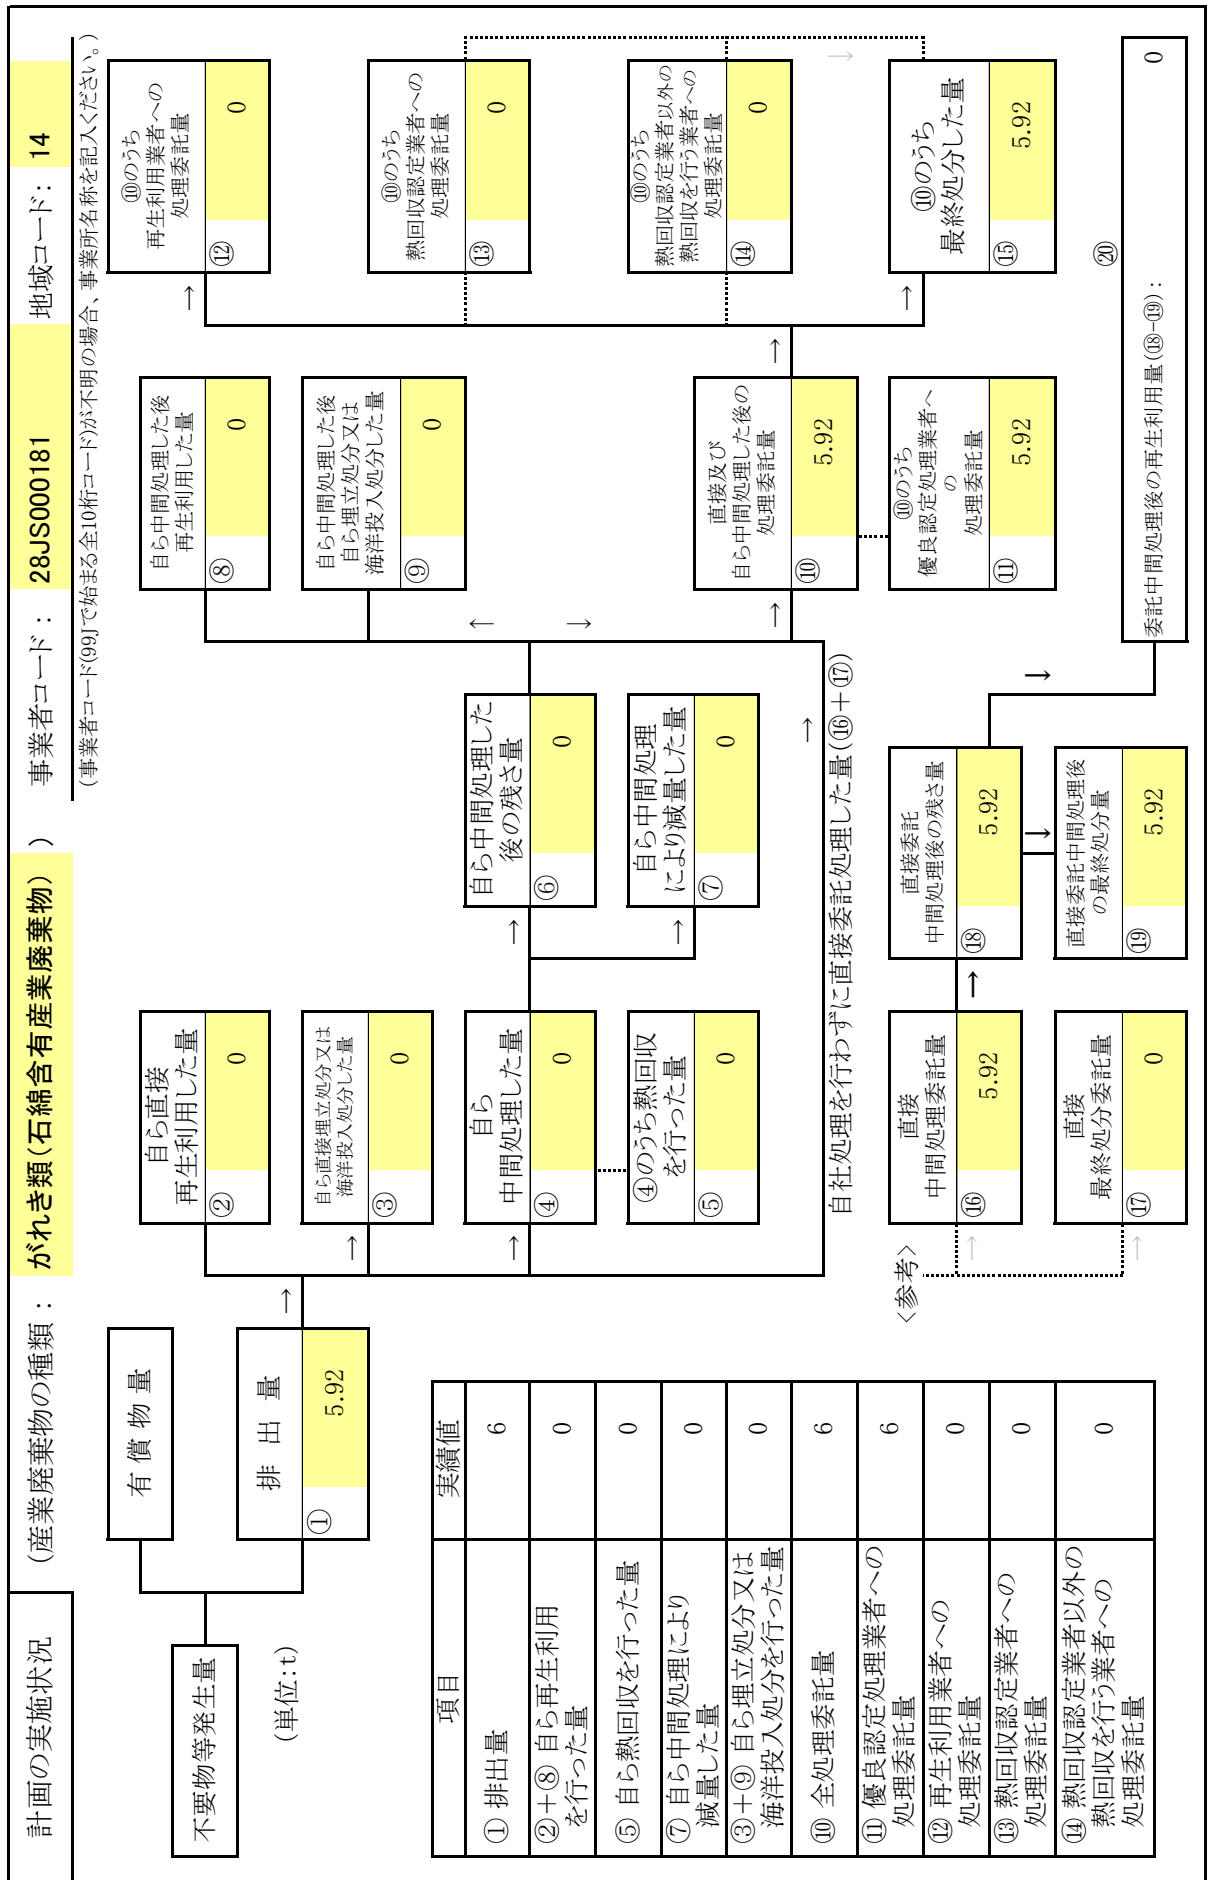 計画の実施状況
(産業廃棄物の種類： がれき類(石綿含有産業廃棄物) )
事業者コード： 28JS000181 地域コード： 14
(事業者コード(99Jで始まる全10桁コード)が不明の場合、事業所名称を記入ください。)
不要物等発生量
(単位:t)
有 償 物 量
排 出 量
① 5.92
→
自ら直接
再生利用した量
② 0
→
自ら直接埋立処分又は
海洋投入処分した量
③ 0
→
自ら
中間処理した量
④ 0
④のうち熱回収
を行った量
⑤ 0
→
自ら中間処理した
後の残さ量
⑥ 0
→
自ら中間処理
により減量した量
⑦ 0
自ら中間処理した後
再生利用した量
⑧ 0
自ら中間処理した後
自ら埋立処分又は
海洋投入処分した量
⑨ 0
↑
↓
→
→
自社処理を行わずに直接委託処理した量(⑯＋⑰)
直接及び
自ら中間処理した後の
処理委託量
⑩ 5.92
⑩のうち
優良認定処理業者へ
の
処理委託量
⑪ 5.92
→
→
⑩のうち
再生利用業者への
処理委託量
⑫ 0
⑩のうち
熱回収認定業者への
処理委託量
⑬ 0
⑩のうち
熱回収認定業者以外の
熱回収を行う業者への
処理委託量
⑭ 0
↓
→
⑩のうち
最終処分した量
⑮ 5.92
<参考>
→
直接
中間処理委託量
⑯ 5.92
→
直接
最終処分委託量
⑰ 0
→
直接委託
中間処理後の残さ量
⑱ 5.92
↓
直接委託中間処理後
の最終処分量
⑲ 5.92
↓
⑳
委託中間処理後の再生利用量(⑱-⑲)： 0
項目 実績値
① 排出量 6
②＋⑧ 自ら再生利用
を行った量 0
⑤ 自ら熱回収を行った量 0
⑦ 自ら中間処理により
減量した量 0
③＋⑨ 自ら埋立処分又は
海洋投入処分を行った量 0
⑩ 全処理委託量 6
⑪ 優良認定処理業者への
処理委託量 6
⑫ 再生利用業者への
処理委託量 0
⑬ 熱回収認定業者への
処理委託量 0
⑭ 熱回収認定業者以外の
熱回収を行う業者への
処理委託量 0